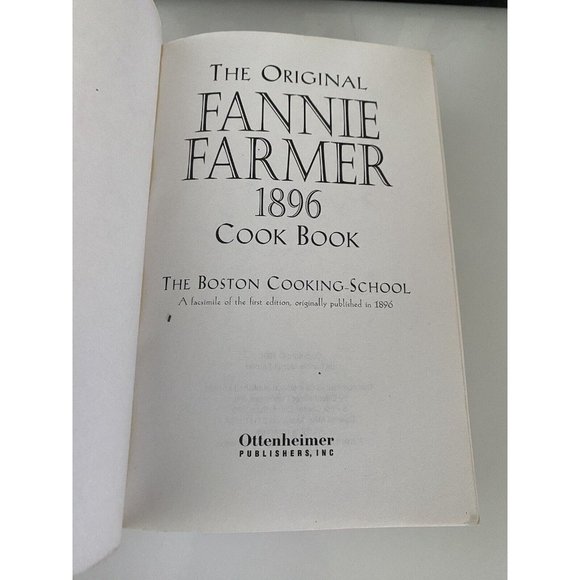 The Original
FANNIE
FARMER
1896
Cook Book
The Boston Cooking-School
A facsimile of the first edition, originally published in 1896
Ottenheimer
PUBLISHERS, INC